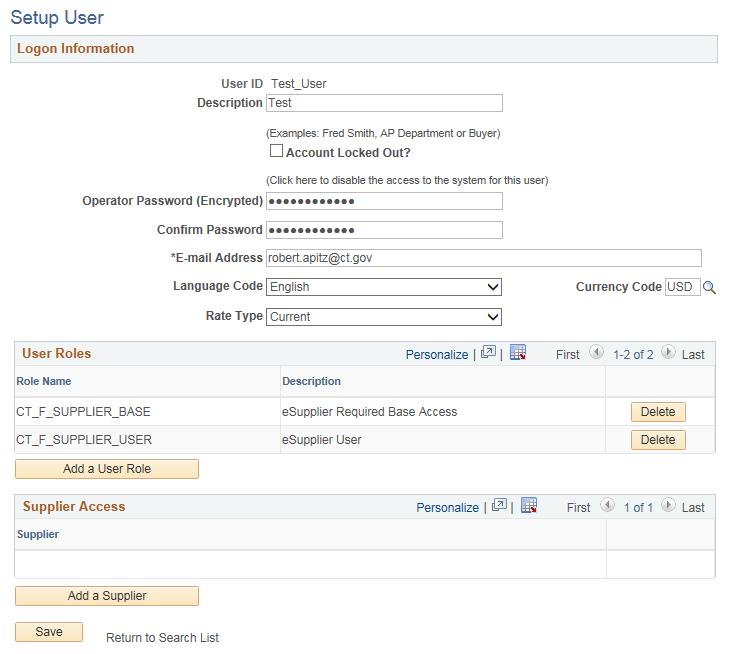 Setup User
Logon Information
User ID Test_User
Description Test
(Examples: Fred Smith, AP Department or Buyer)
Account Locked Out?
(Click here to disable the access to the system for this user)
Operator Password (Encrypted) ●●●●●●●●●●●●
Confirm Password ●●●●●●●●●●●●
*E-mail Address robert.apitz@ct.gov
Language Code English Currency Code USD
Rate Type Current
User Roles Personalize | | First 1-2 of 2 Last
Role Name Description
CT_F_SUPPLIER_BASE eSupplier Required Base Access Delete
CT_F_SUPPLIER_USER eSupplier User Delete
Add a User Role
Supplier Access Personalize | | First 1 of 1 Last
Supplier
Add a Supplier
Save Return to Search List